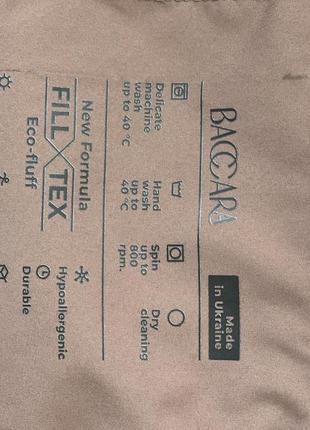 BACCARA
Made
in Ukraine
Delicate
machine
wash
up to 40 °C
Hand
wash
up to
40 °C
Spin
up to
800
rpm.
Dry
cleaning
New Formula
FILL TEX
Eco-fluff
Hypoallorgenic
Durable